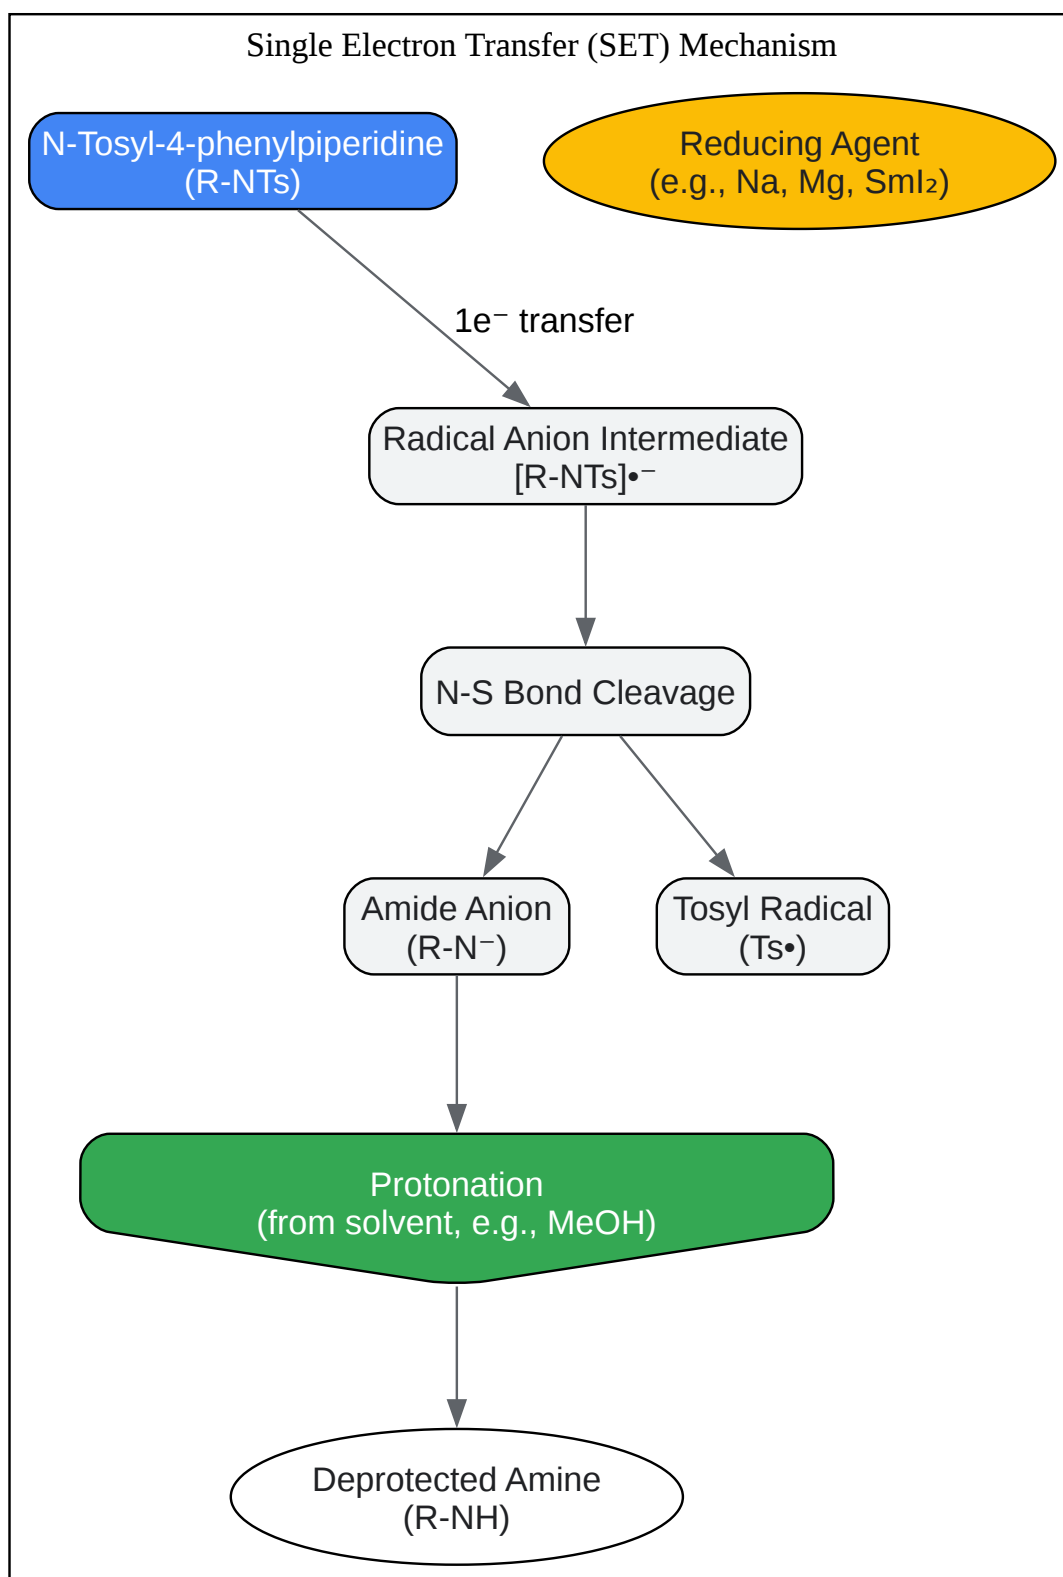 Single Electron Transfer (SET) Mechanism
N-Tosyl-4-phenylpiperidine
(R-NTs)
Reducing Agent
(e.g., Na, Mg, SmI₂)
1e⁻ transfer
Radical Anion Intermediate
[R-NTs]•⁻
N-S Bond Cleavage
Amide Anion
(R-N⁻)
Tosyl Radical
(Ts•)
Protonation
(from solvent, e.g., MeOH)
Deprotected Amine
(R-NH)